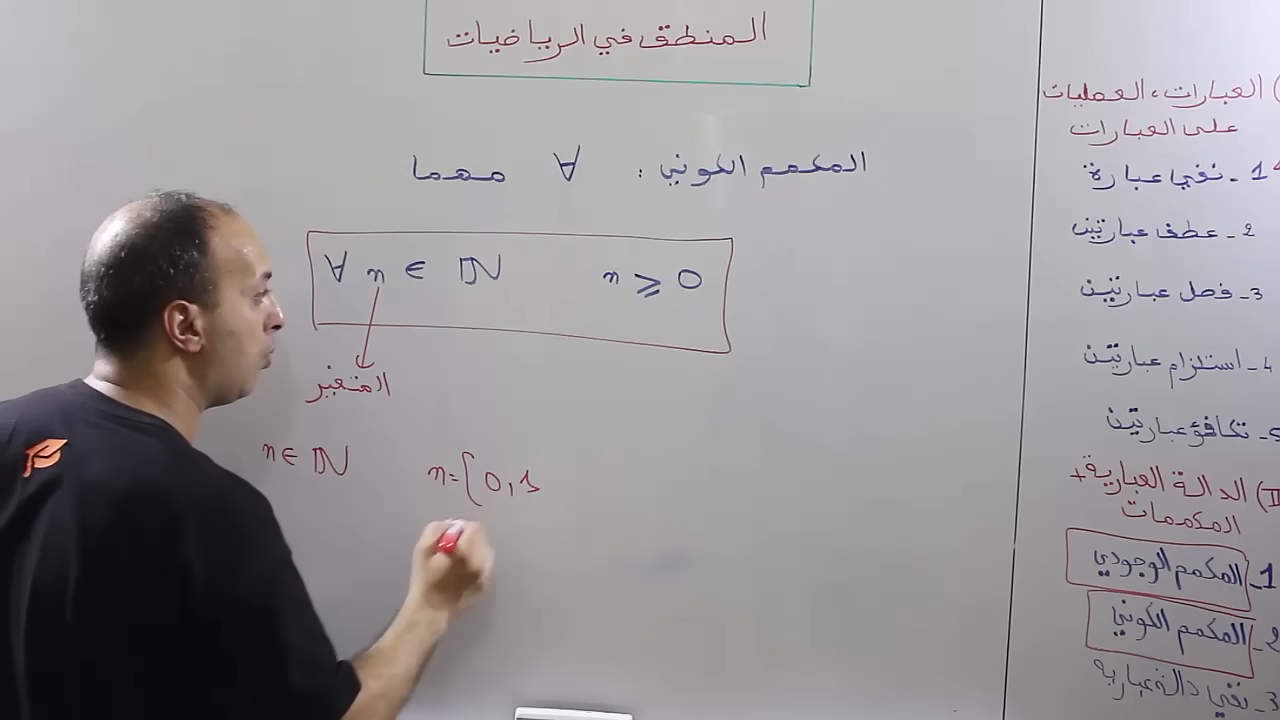 المنطق في الرياضيات
المكمم الكوني : ∀ مهما
∀ n ∈ ℕ n ⩾ 0
المتغير
n ∈ ℕ n={0,1
) العبارات، العمليات
على العبارات
1 - نفي عبارة
2 - عطف عبارتين
3 - فصل عبارتين
4 - استلزام عبارتين
5 - تكافؤ عبارتين
II) الدالة العبارية +
المكممات
1 - المكمم الوجودي
2 - المكمم الكوني
3 - نفي دالة عبارية